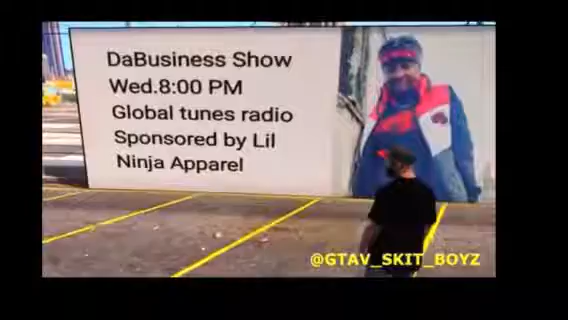 DaBusiness Show
Wed.8:00 PM
Global tunes radio
Sponsored by Lil
Ninja Apparel
@GTAV_SKIT_BOYZ